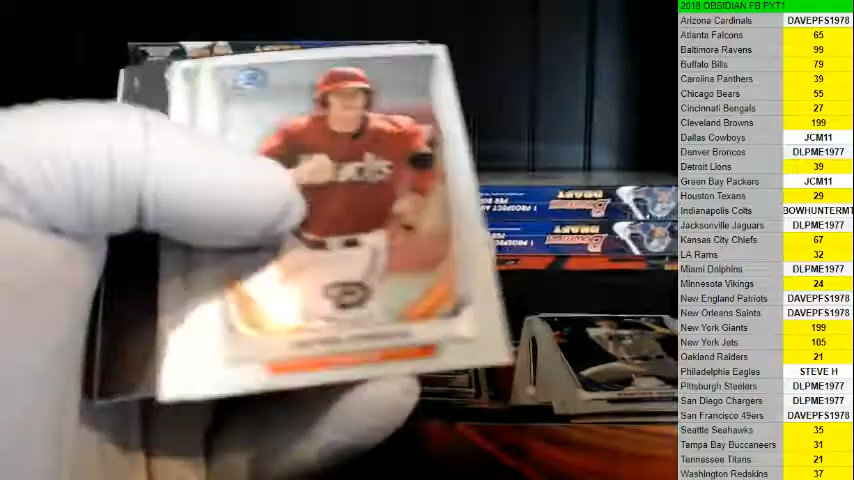 2018 OBSIDIAN FB PYT1
Arizona Cardinals DAVEPFS1978
Atlanta Falcons 65
Baltimore Ravens 99
Buffalo Bills 79
Carolina Panthers 39
Chicago Bears 55
Cincinnati Bengals 27
Cleveland Browns 199
Dallas Cowboys JCM11
Denver Broncos DLPME1977
Detroit Lions 39
Green Bay Packers JCM11
Houston Texans 29
Indianapolis Colts BOWHUNTERMT
Jacksonville Jaguars DLPME1977
Kansas City Chiefs 67
LA Rams 32
Miami Dolphins DLPME1977
Minnesota Vikings 24
New England Patriots DAVEPFS1978
New Orleans Saints DAVEPFS1978
New York Giants 199
New York Jets 105
Oakland Raiders 21
Philadelphia Eagles STEVE H
Pittsburgh Steelers DLPME1977
San Diego Chargers DLPME1977
San Francisco 49ers DAVEPFS1978
Seattle Seahawks 35
Tampa Bay Buccaneers 31
Tennessee Titans 21
Washington Redskins 37
BOWMAN DRAFT
BOWMAN DRAFT